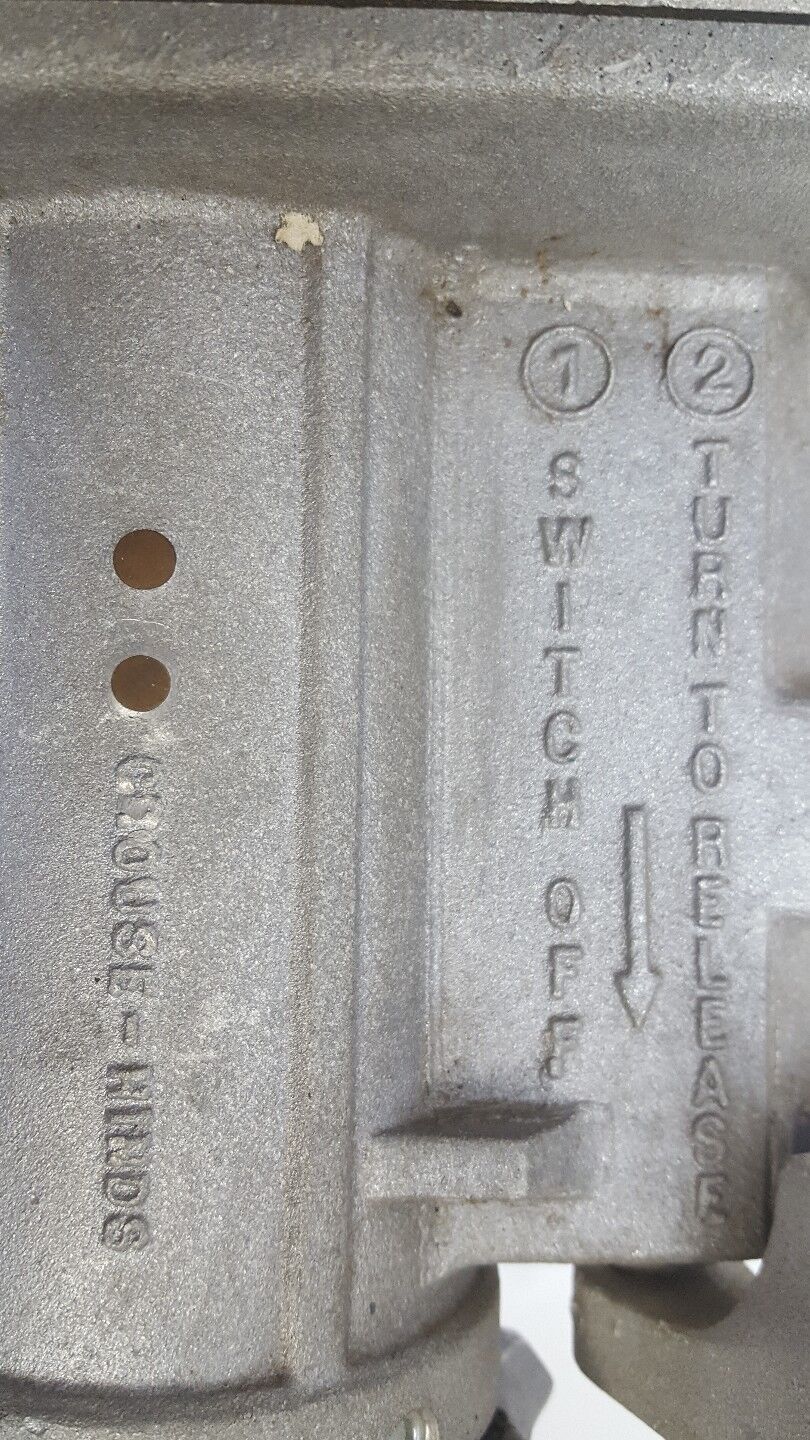 ① SWITCH OFF
② TURN TO RELEASE
CROUSE-HINDS